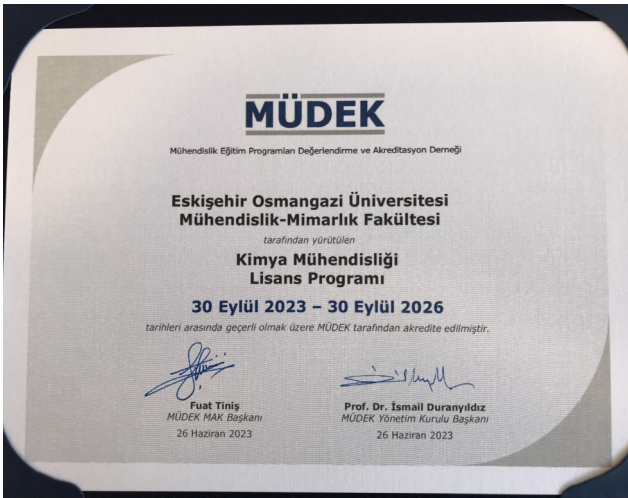 MÜDEK
Mühendislik Eğitim Programları Değerlendirme ve Akreditasyon Derneği
Eskişehir Osmangazi Üniversitesi
Mühendislik-Mimarlık Fakültesi
tarafından yürütülen
Kimya Mühendisliği
Lisans Programı
30 Eylül 2023 – 30 Eylül 2026
tarihleri arasında geçerli olmak üzere MÜDEK tarafından akredite edilmiştir.
Fuat Tiniş
MÜDEK MAK Başkanı
26 Haziran 2023
Prof. Dr. İsmail Duranyıldız
MÜDEK Yönetim Kurulu Başkanı
26 Haziran 2023